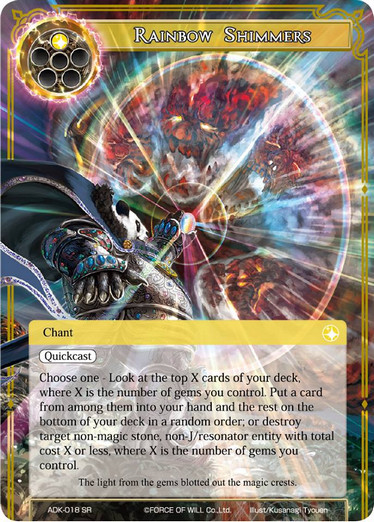 Rainbow Shimmers
Chant
Quickcast
Choose one - Look at the top X cards of your deck,
where X is the number of gems you control. Put a card
from among them into your hand and the rest on the
bottom of your deck in a random order; or destroy
target non-magic stone, non-J/resonator entity with total
cost X or less, where X is the number of gems you
control.
The light from the gems blotted out the magic crests.
ADK-018 SR
©FORCE OF WILL Co.,Ltd.
Illust/Kusanagi Tyouen